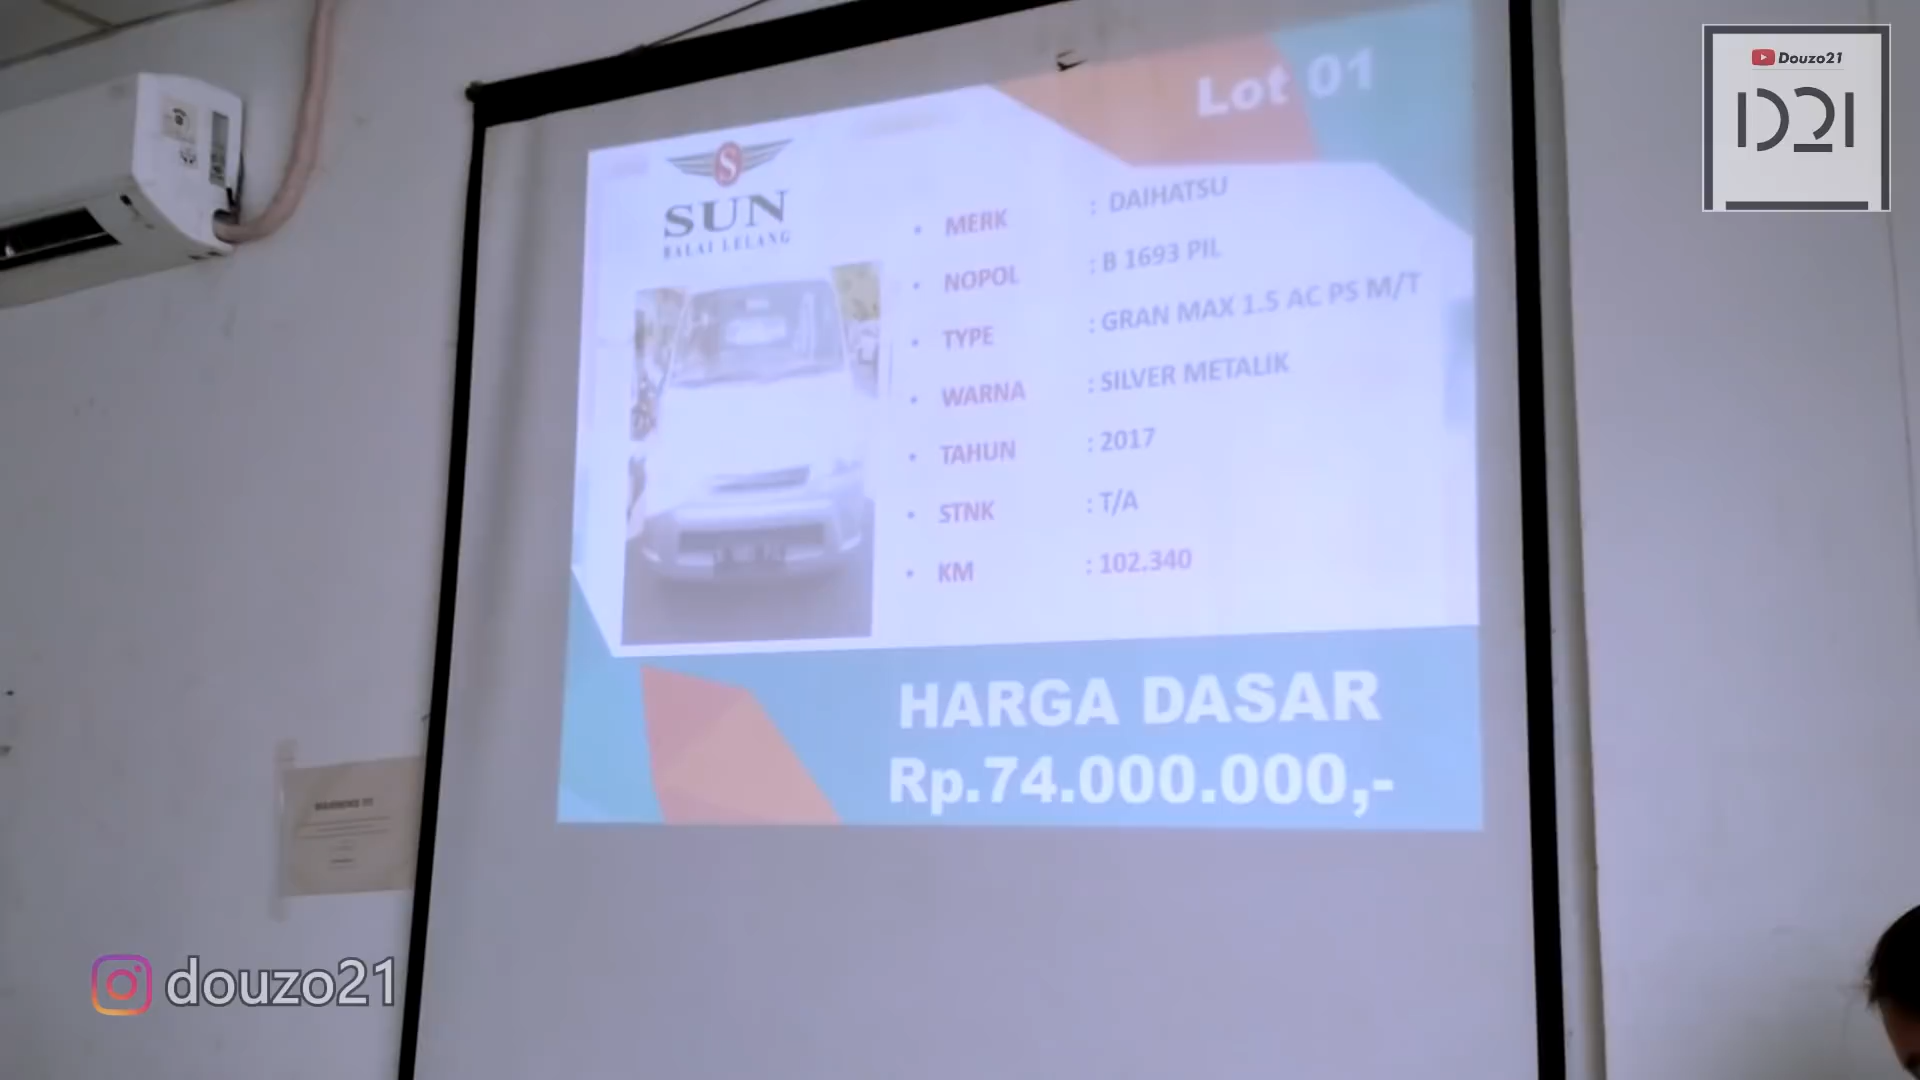 Douzo21
D21
Lot 01
S
SUN
BALAI LELANG
• MERK : DAIHATSU
• NOPOL : B 1693 PIL
• TYPE : GRAN MAX 1.5 AC PS M/T
• WARNA : SILVER METALIK
• TAHUN : 2017
• STNK : T/A
• KM : 102.340
HARGA DASAR
Rp.74.000.000,-
douzo21